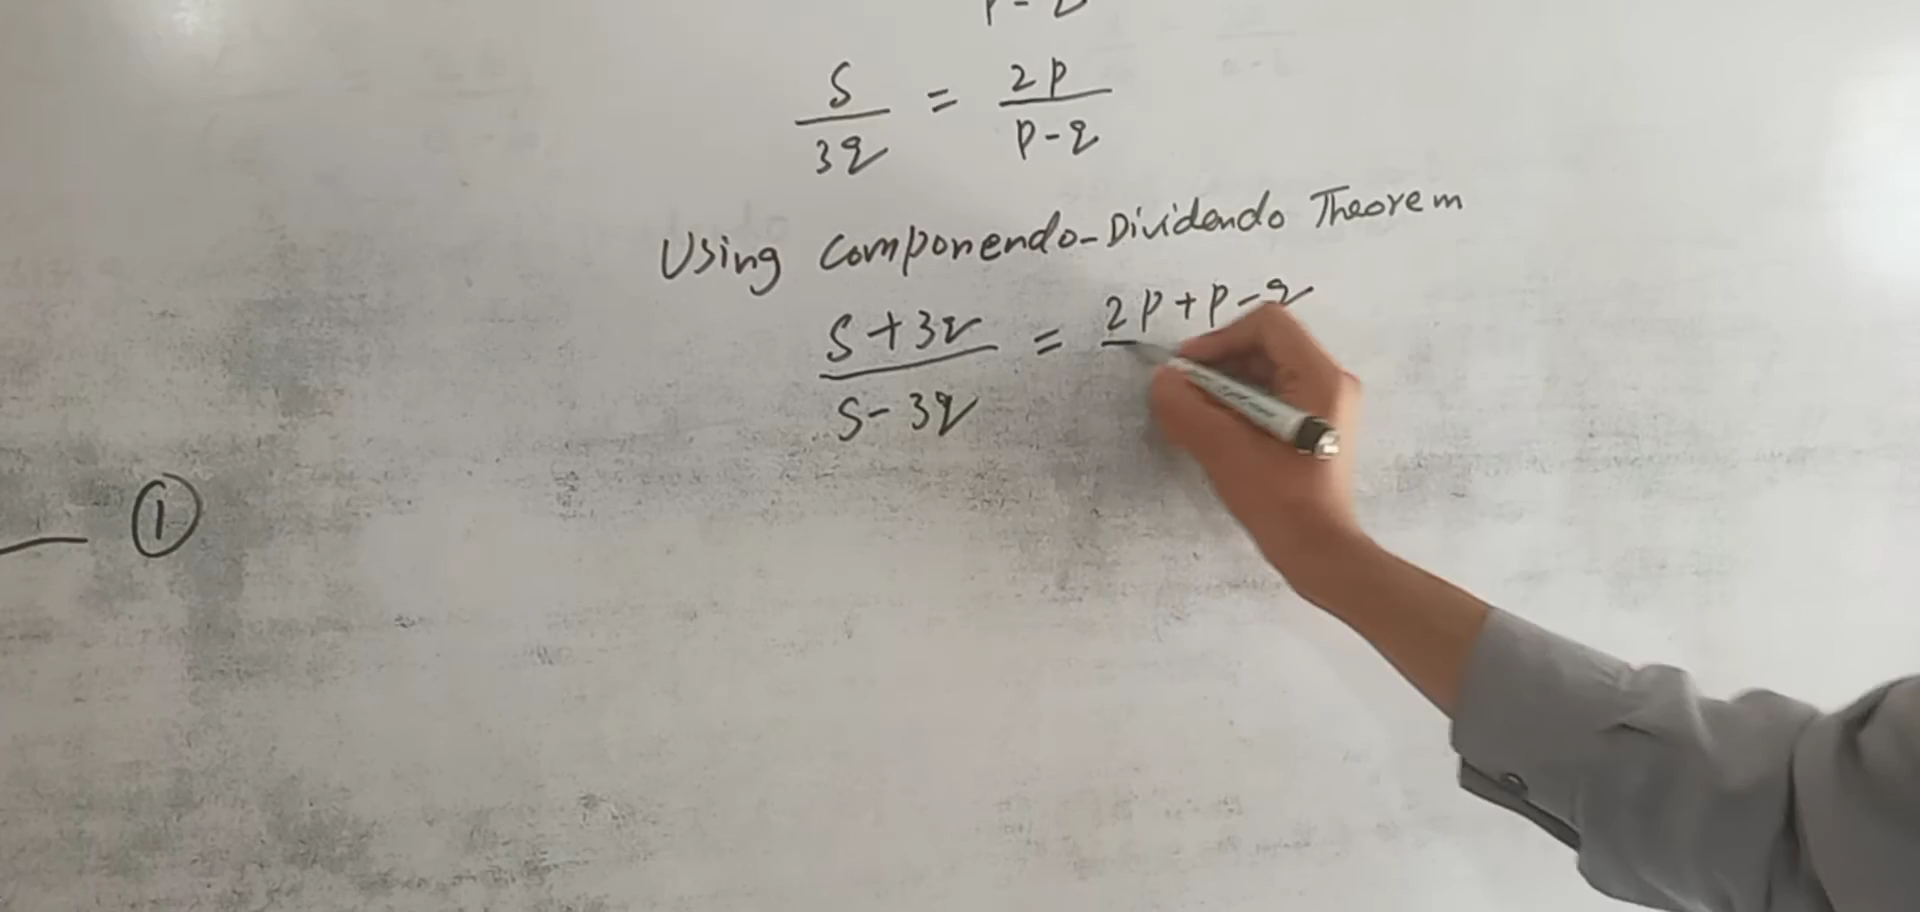 S/3q = 2p/p-q
Using Componendo-Dividendo Theorem
S+3q/S-3q = 2p+p-q
①